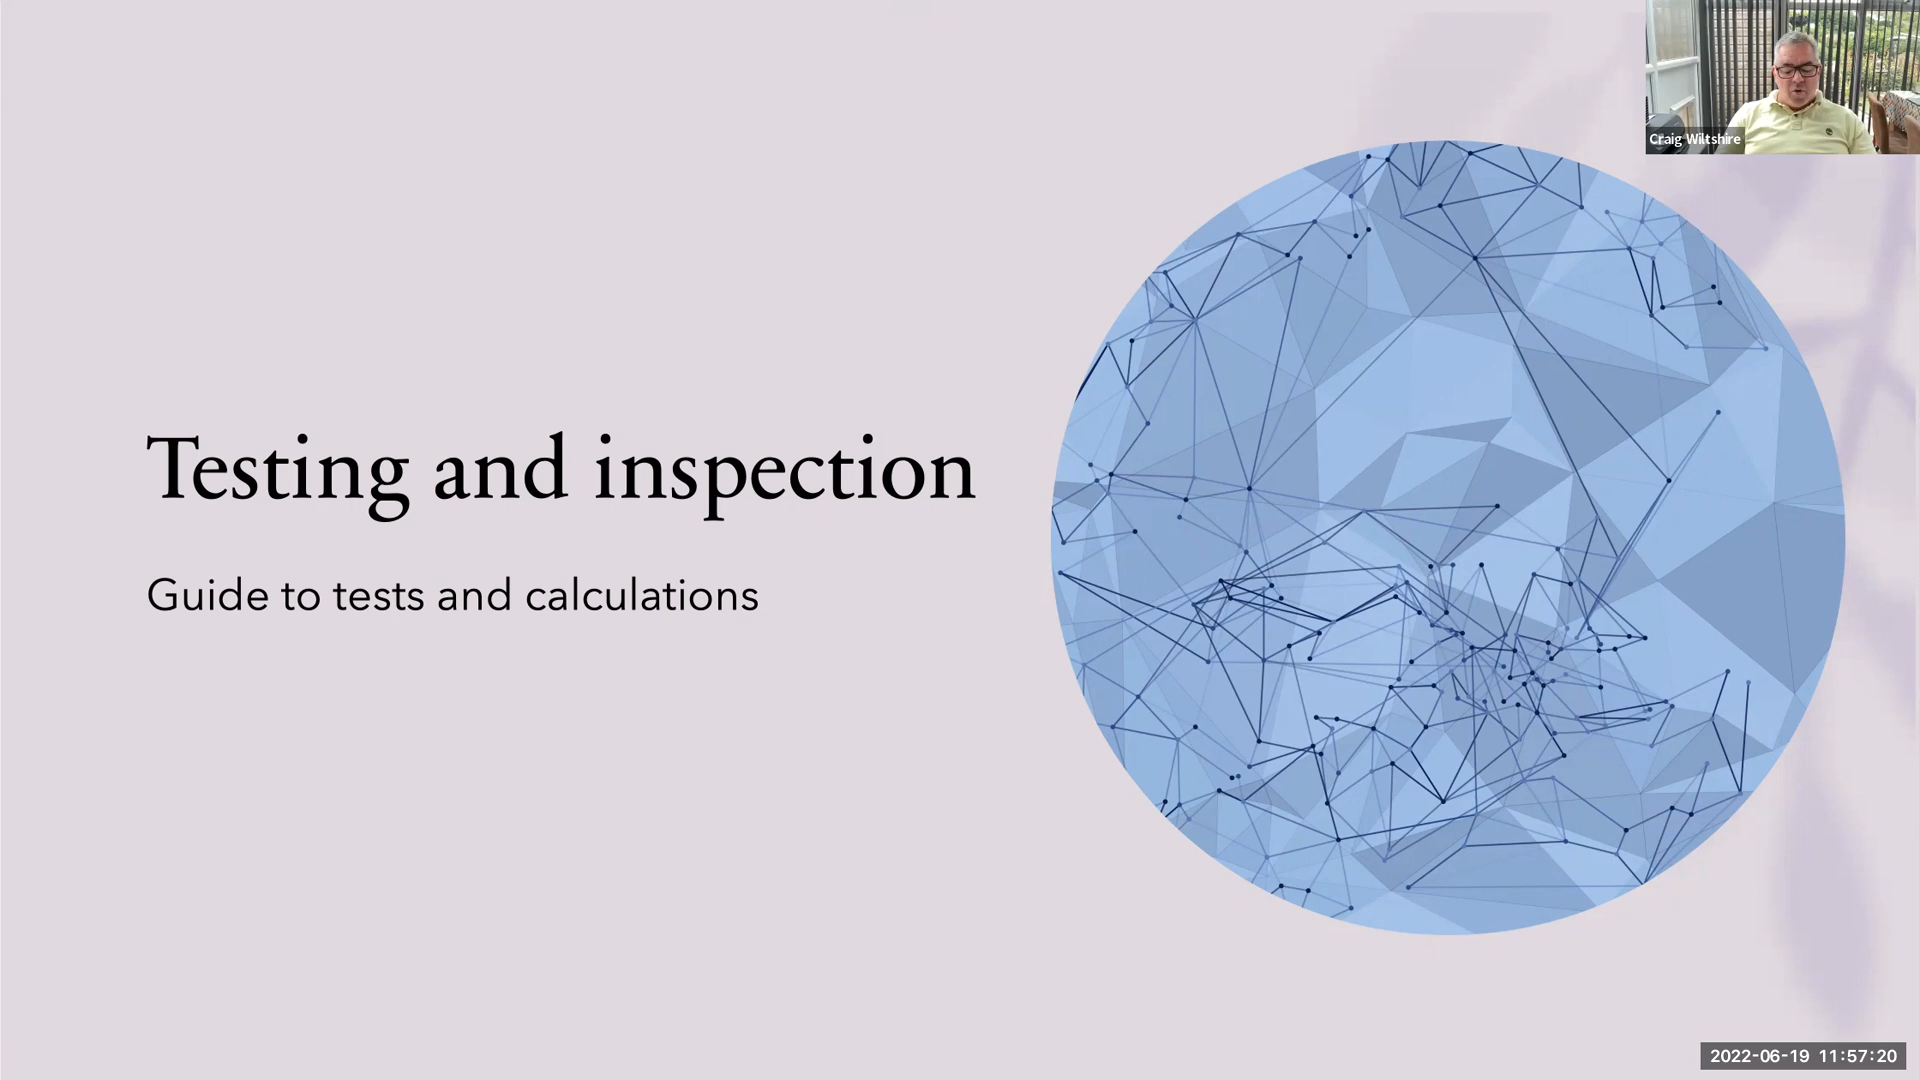 Craig Wiltshire
Testing and inspection
Guide to tests and calculations
2022-06-19 11:57:20